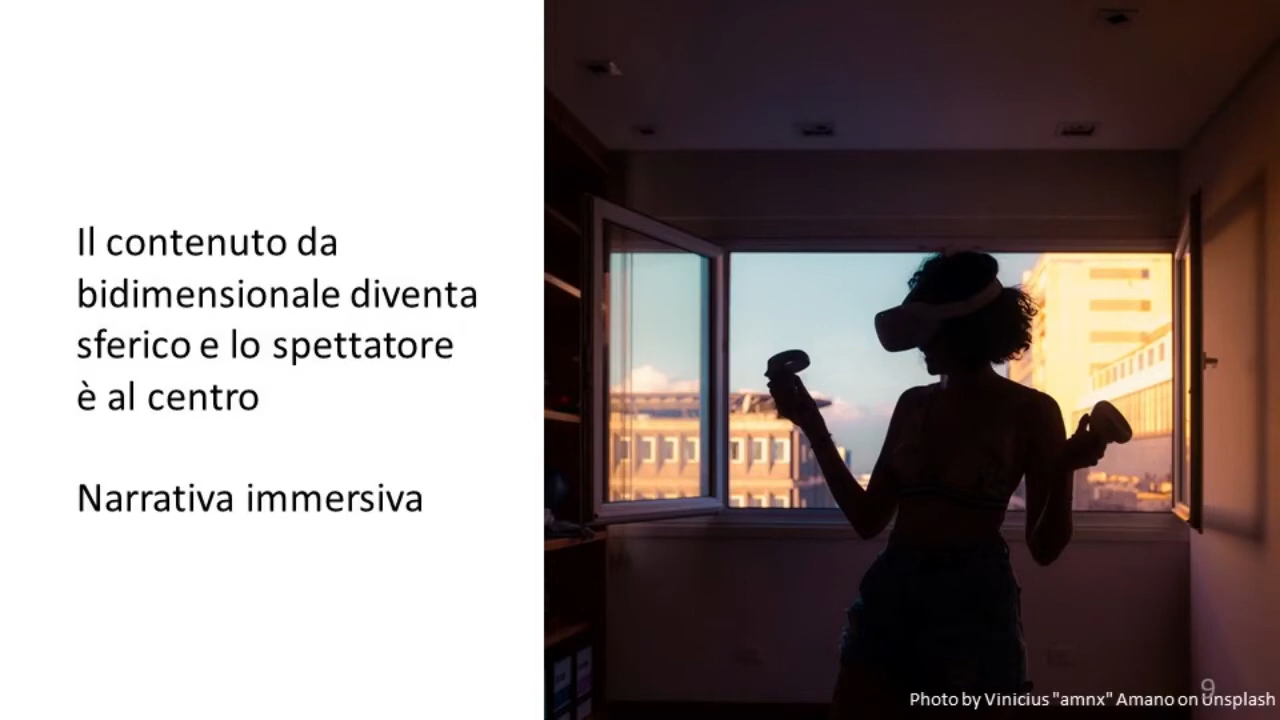 Il contenuto da
bidimensionale diventa
sferico e lo spettatore
è al centro
Narrativa immersiva
9
Photo by Vinicius "amnx" Amano on Unsplash